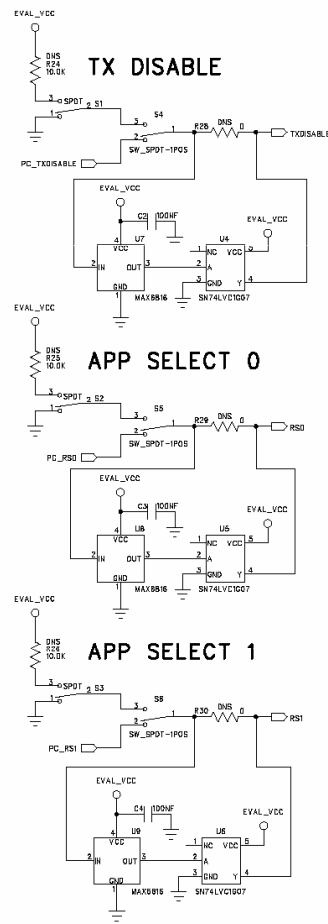 EVAL_VCC
DNS
R24
10.0K
TX DISABLE
3 SPDT 2 S1
1
S4
3
1
2
SW_SPDT-1POS
PC_TXDISABLE
R28 DNS 0
TXDISABLE
EVAL_VCC
C2 100NF
EVAL_VCC
4 U7
VCC
2 IN OUT 3
GND
1
MAX6816
U4
1 NC VCC 5
2 A
3 GND Y 4
SN74LVC1G07
EVAL_VCC
DNS
R25
10.0K
APP SELECT 0
3 SPDT 2 S2
1
S5
3
1
2
SW_SPDT-1POS
PC_RS0
R29 DNS 0
RS0
EVAL_VCC
C3 100NF
EVAL_VCC
4 U8
VCC
2 IN OUT 3
GND
1
MAX6816
U5
1 NC VCC 5
2 A
3 GND Y 4
SN74LVC1G07
EVAL_VCC
DNS
R26
10.0K
APP SELECT 1
3 SPDT 2 S3
1
S6
3
1
2
SW_SPDT-1POS
PC_RS1
R30 DNS 0
RS1
EVAL_VCC
C4 100NF
EVAL_VCC
4 U9
VCC
2 IN OUT 3
GND
1
MAX6816
U6
1 NC VCC 5
2 A
3 GND Y 4
SN74LVC1G07